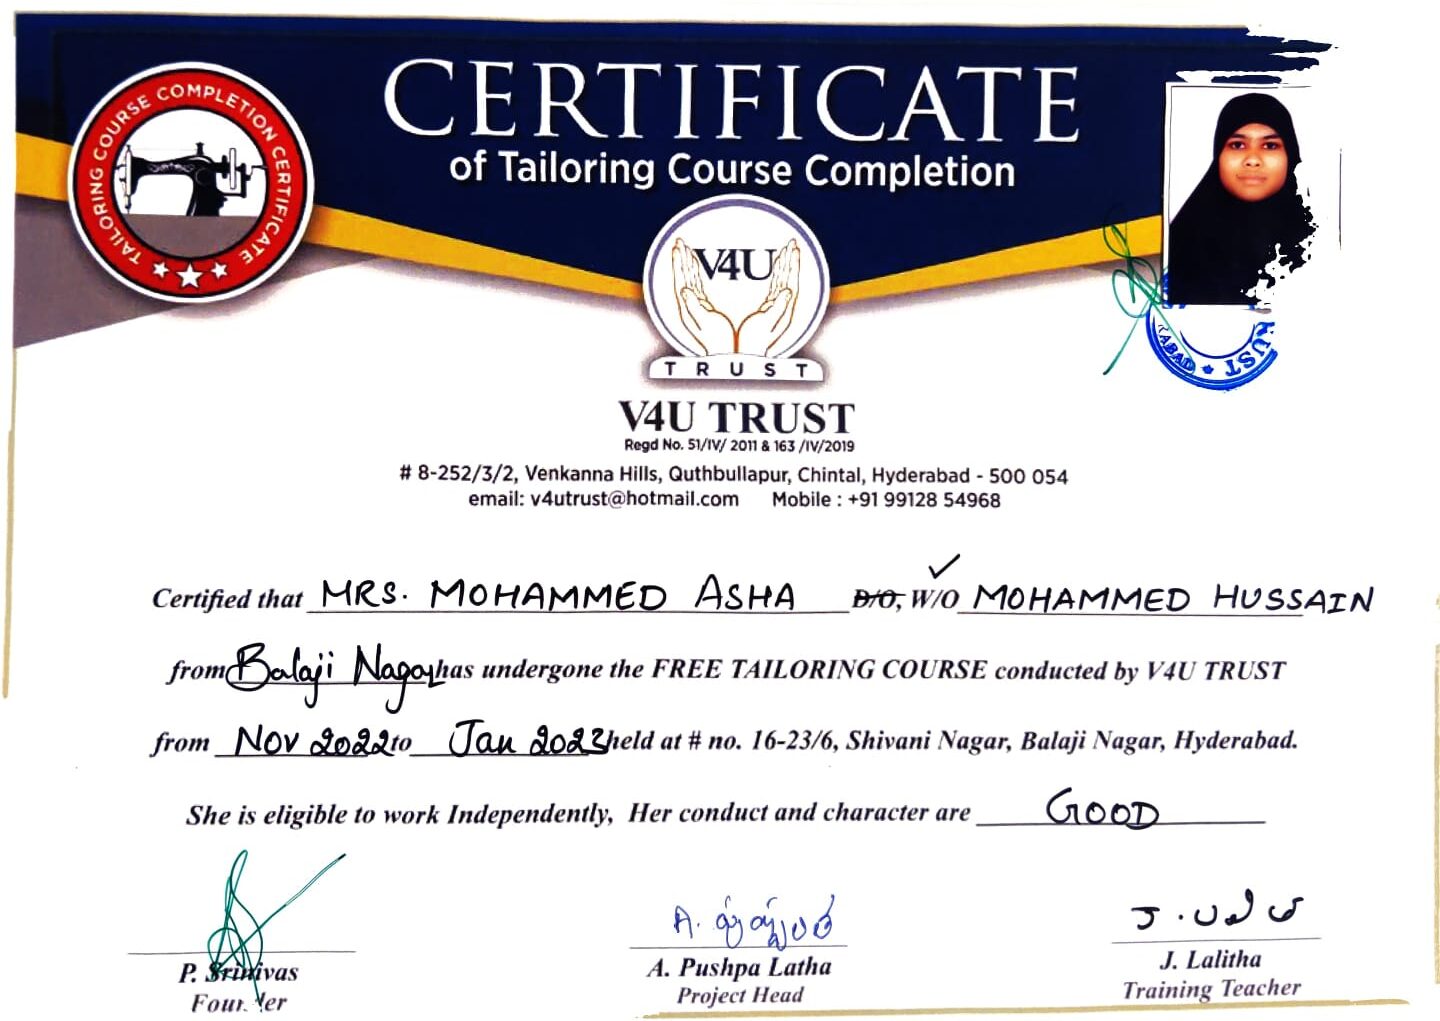 CERTIFICATE
of Tailoring Course Completion
TAILORING COURSE COMPLETION CERTIFICATE
V4U
TRUST
RABAD ★ UST
V4U TRUST
Regd No. 51/IV/ 2011 & 163 /IV/2019
# 8-252/3/2, Venkanna Hills, Quthbullapur, Chintal, Hyderabad - 500 054
email: v4utrust@hotmail.com Mobile : +91 99128 54968
Certified that MRS. MOHAMMED ASHA D/O, W/O MOHAMMED HUSSAIN
from Balaji Nagar has undergone the FREE TAILORING COURSE conducted by V4U TRUST
from Nov 2022 to Jan 2023 held at # no. 16-23/6, Shivani Nagar, Balaji Nagar, Hyderabad.
She is eligible to work Independently, Her conduct and character are GOOD
P. Srinivas
Founder
A. Pushpa Latha
Project Head
J. Lalitha
Training Teacher